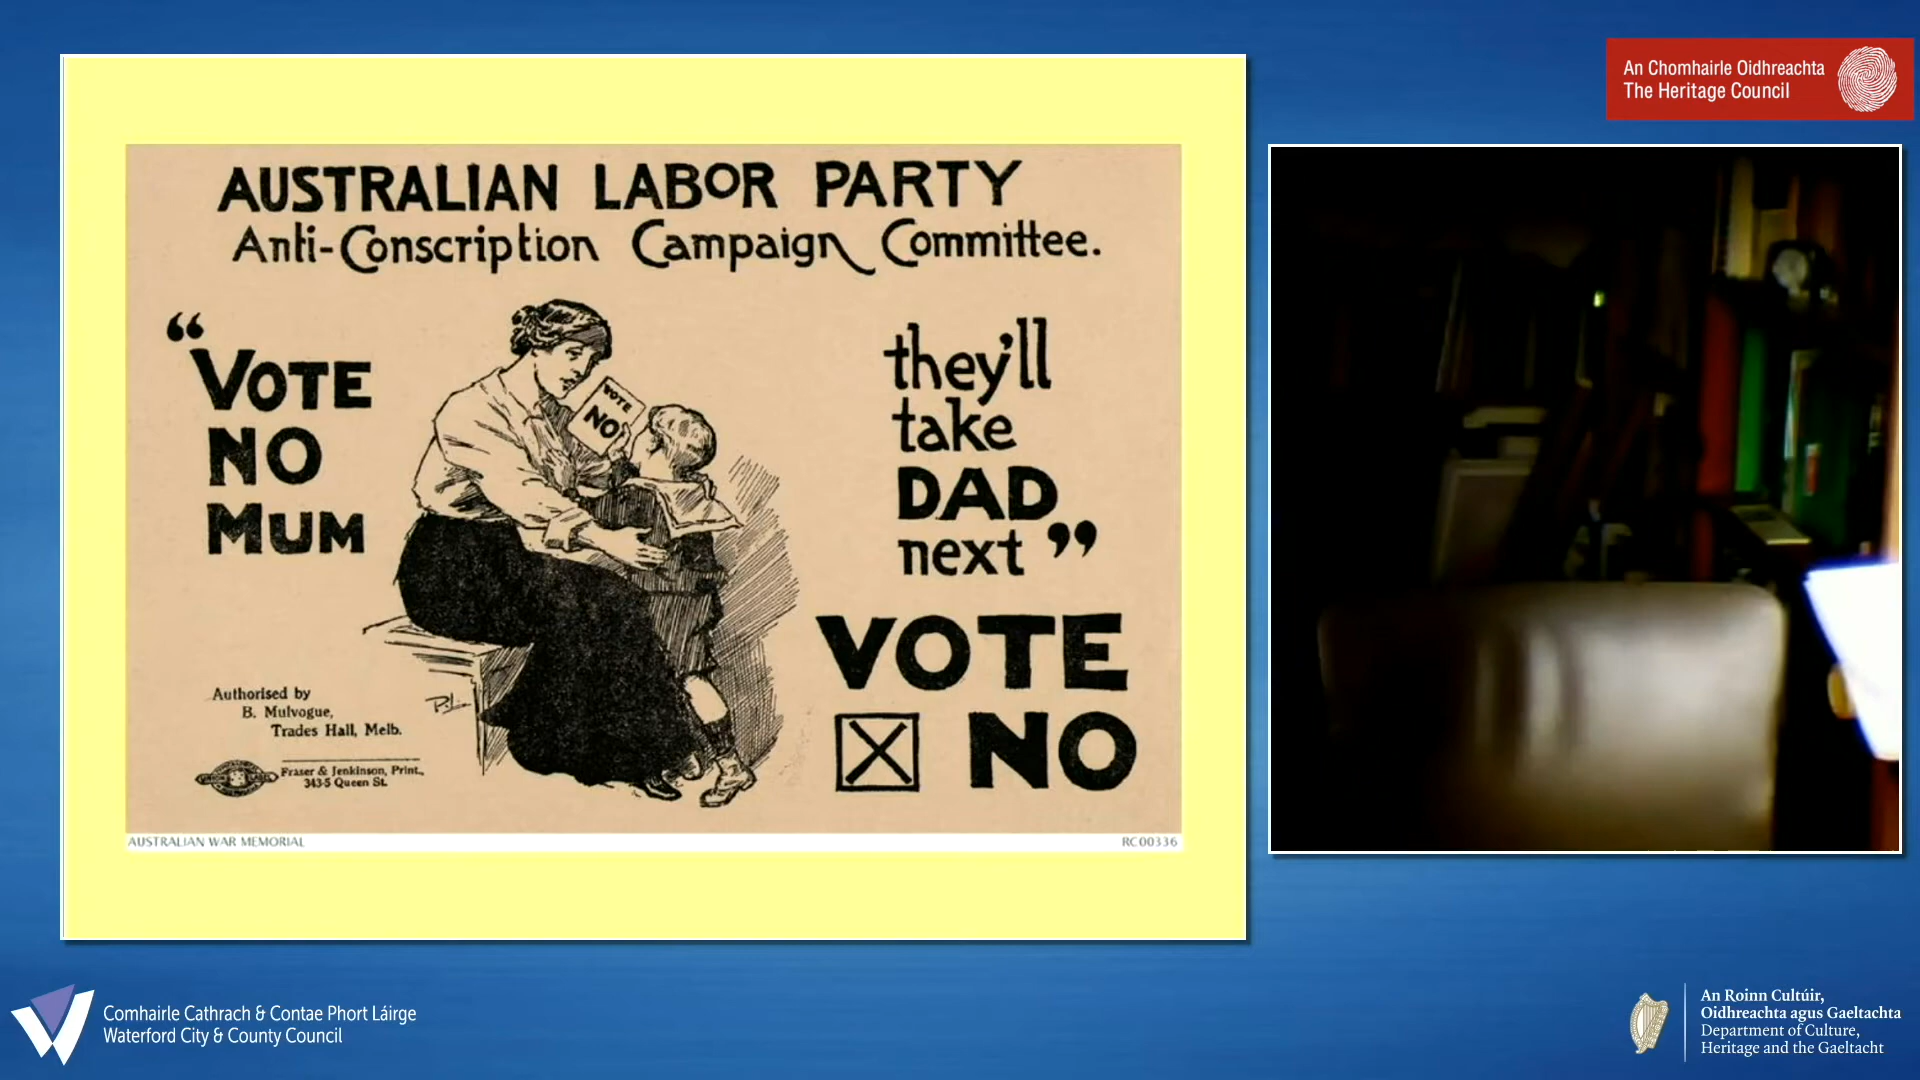 An Chomhairle Oidhreachta
The Heritage Council
AUSTRALIAN LABOR PARTY
Anti-Conscription Campaign Committee.
"VOTE
NO
MUM
they'll
take
DAD
next"
VOTE
NO
VOTE
NO
Authorised by
B. Mulvogue,
Trades Hall, Melb.
Fraser & Jenkinson, Print.,
343-5 Queen St.
AUSTRALIAN WAR MEMORIAL
RC00336
Comhairle Cathrach & Contae Phort Láirge
Waterford City & County Council
An Roinn Cultúir,
Oidhreachta agus Gaeltachta
Department of Culture,
Heritage and the Gaeltacht